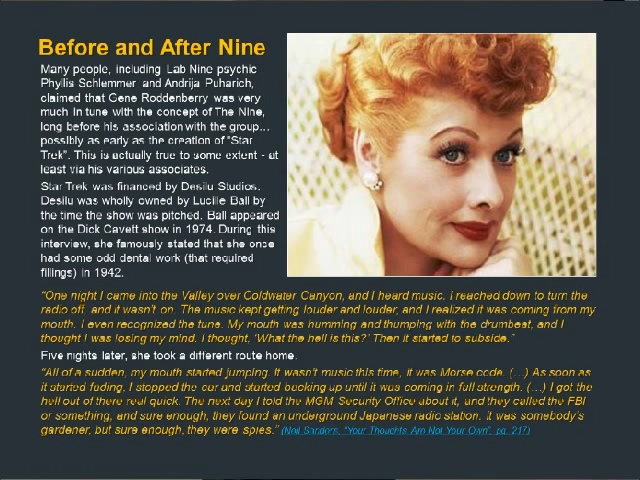 Before and After Nine
Many people, including Lab Nine psychic
Phyllis Schlemmer and Andrija Puharich,
claimed that Gene Roddenberry was very
much in tune with the concept of The Nine,
long before his association with the group...
possibly as early as the creation of "Star
Trek". This is actually true to some extent - at
least via his various associates.
Star Trek was financed by Desilu Studios.
Desilu was wholly owned by Lucille Ball by
the time the show was pitched. Ball appeared
on the Dick Cavett show in 1974. During this
interview, she famously stated that she once
had some odd dental work (that required
fillings) in 1942.
"One night I came into the Valley over Coldwater Canyon, and I heard music. I reached down to turn the
radio off, and it wasn't on. The music kept getting louder and louder, and I realized it was coming from my
mouth. I even recognized the tune. My mouth was humming and thumping with the drumbeat, and I
thought I was losing my mind. I thought, 'What the hell is this?' Then it started to subside."
Five nights later, she took a different route home.
"All of a sudden, my mouth started jumping. It wasn't music this time, it was Morse code. (…) As soon as
it started fading, I stopped the car and started backing up until it was coming in full strength. (…) I got the
hell out of there real quick. The next day I told the MGM Security Office about it, and they called the FBI
or something, and sure enough, they found an underground Japanese radio station. It was somebody's
gardener, but sure enough, they were spies." (Neil Sanders, "Your Thoughts Are Not Your Own", pg. 217)